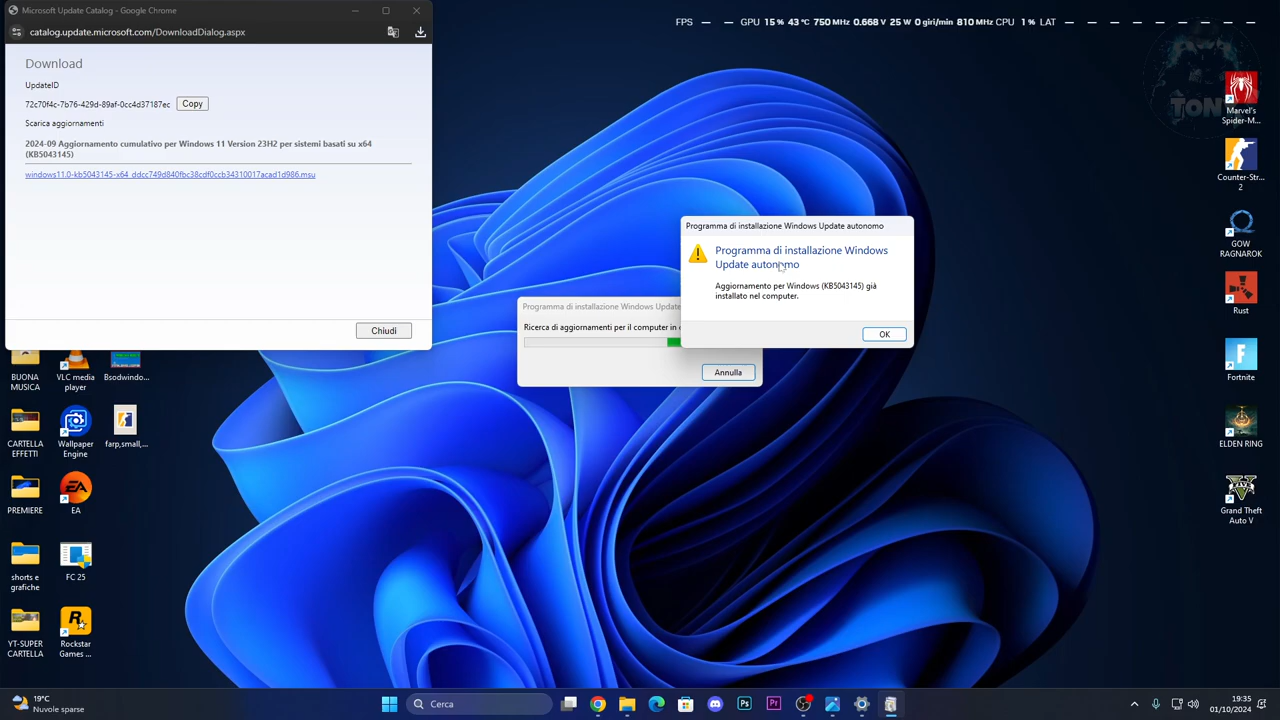 Microsoft Update Catalog - Google Chrome
catalog.update.microsoft.com/DownloadDialog.aspx
Download
UpdateID
72c70f4c-7b76-429d-89af-0cc4d37187ec Copy
Scarica aggiornamenti
2024-09 Aggiornamento cumulativo per Windows 11 Version 23H2 per sistemi basati su x64
(KB5043145)
windows11.0-kb5043145-x64_ddcc749d840fbc38cdf0ccb34310017acad1d986.msu
Chiudi
FPS — — GPU 15 % 43 °C 750 MHz 0.668 V 25 W 0 giri/min 810 MHz CPU 1 % LAT — — — — — — — —
TON
Programma di installazione Windows Update
Ricerca di aggiornamenti per il computer in c
Annulla
Programma di installazione Windows Update autonomo
Programma di installazione Windows
Update autonomo
Aggiornamento per Windows (KB5043145) già
installato nel computer.
OK
BUONA
MUSICA
VLC media
player
Bsodwindo...
CARTELLA
EFFETTI
Wallpaper
Engine
farp,small,...
PREMIERE
EA
shorts e
grafiche
FC 25
YT-SUPER
CARTELLA
Rockstar
Games ...
Marvel's
Spider-M...
Counter-Str...
2
GOW
RAGNAROK
Rust
Fortnite
ELDEN RING
Grand Theft
Auto V
19°C
Nuvole sparse
Cerca
19:35
01/10/2024